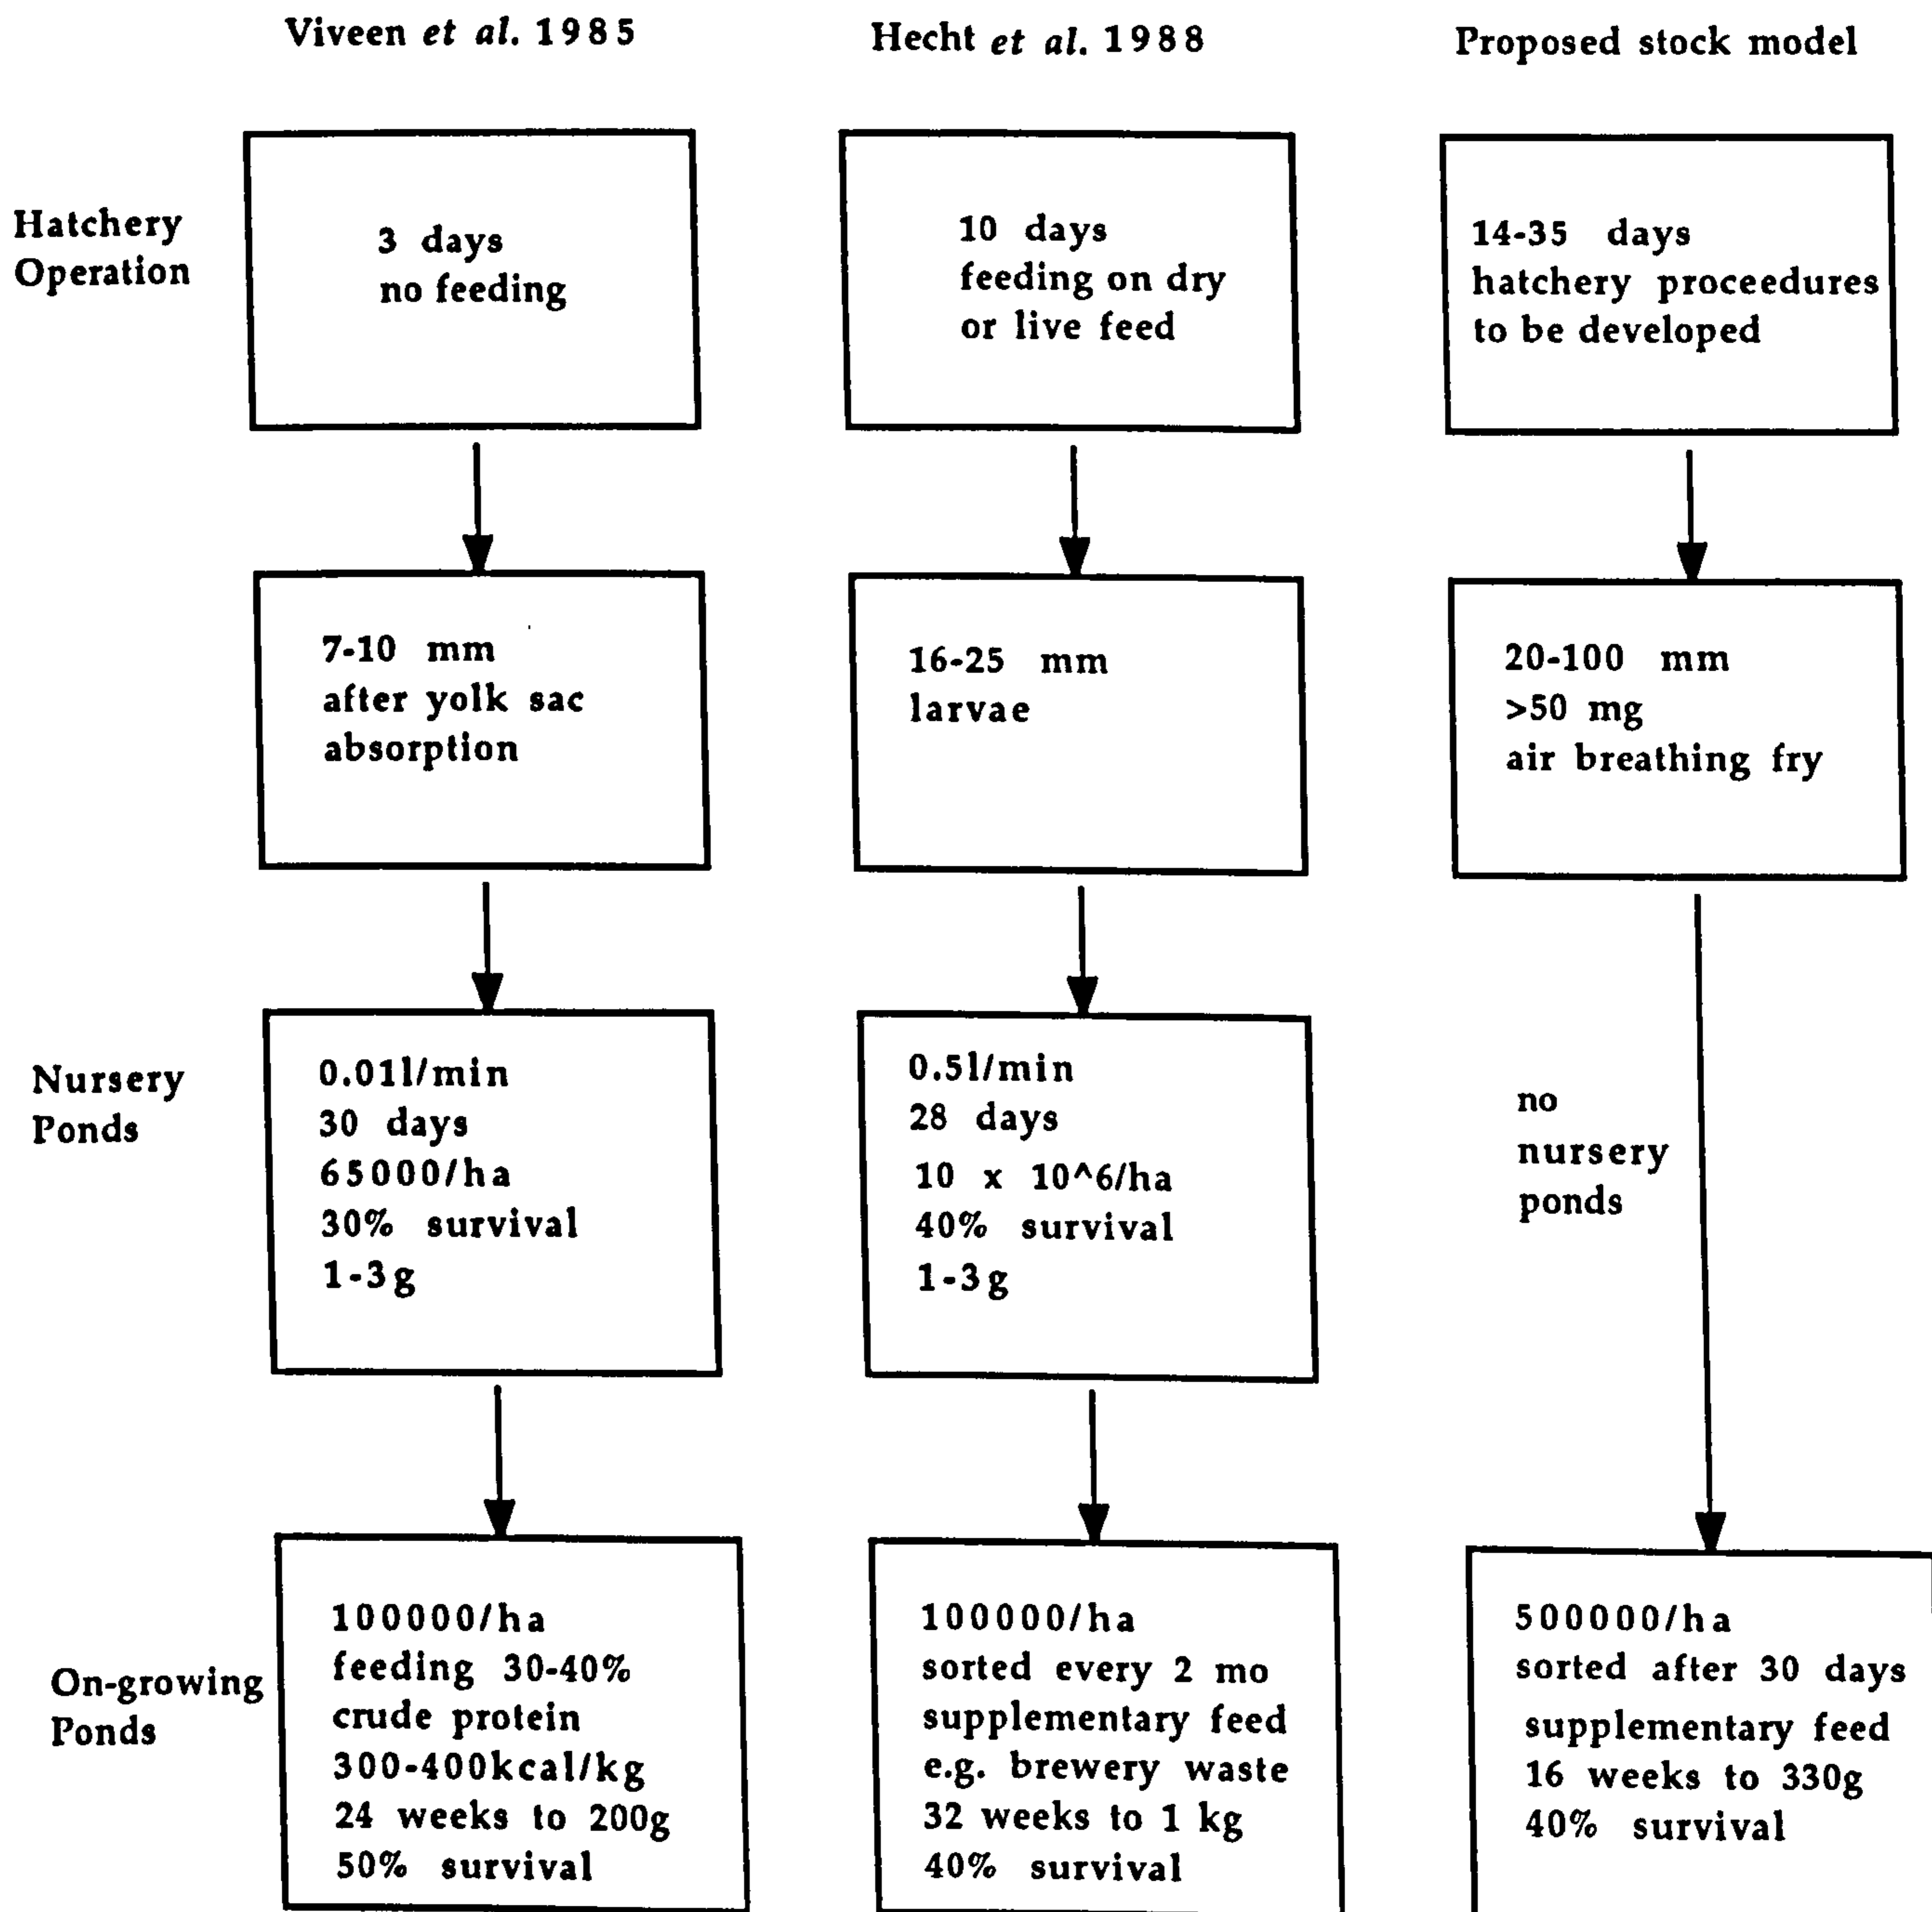 Viveen et al. 1985
Hecht et al. 1988
Proposed stock model
Hatchery
Operation
3 days
no feeding
10 days
feeding on dry
or live feed
14-35 days
hatchery proceedures
to be developed
7-10 mm
after yolk sac
absorption
16-25 mm
larvae
20-100 mm
>50 mg
air breathing fry
Nursery
Ponds
0.01l/min
30 days
65000/ha
30% survival
1-3g
0.5l/min
28 days
10 x 10^6/ha
40% survival
1-3g
no
nursery
ponds
On-growing
Ponds
100000/ha
feeding 30-40%
crude protein
300-400kcal/kg
24 weeks to 200g
50% survival
100000/ha
sorted every 2 mo
supplementary feed
e.g. brewery waste
32 weeks to 1 kg
40% survival
500000/ha
sorted after 30 days
supplementary feed
16 weeks to 330g
40% survival